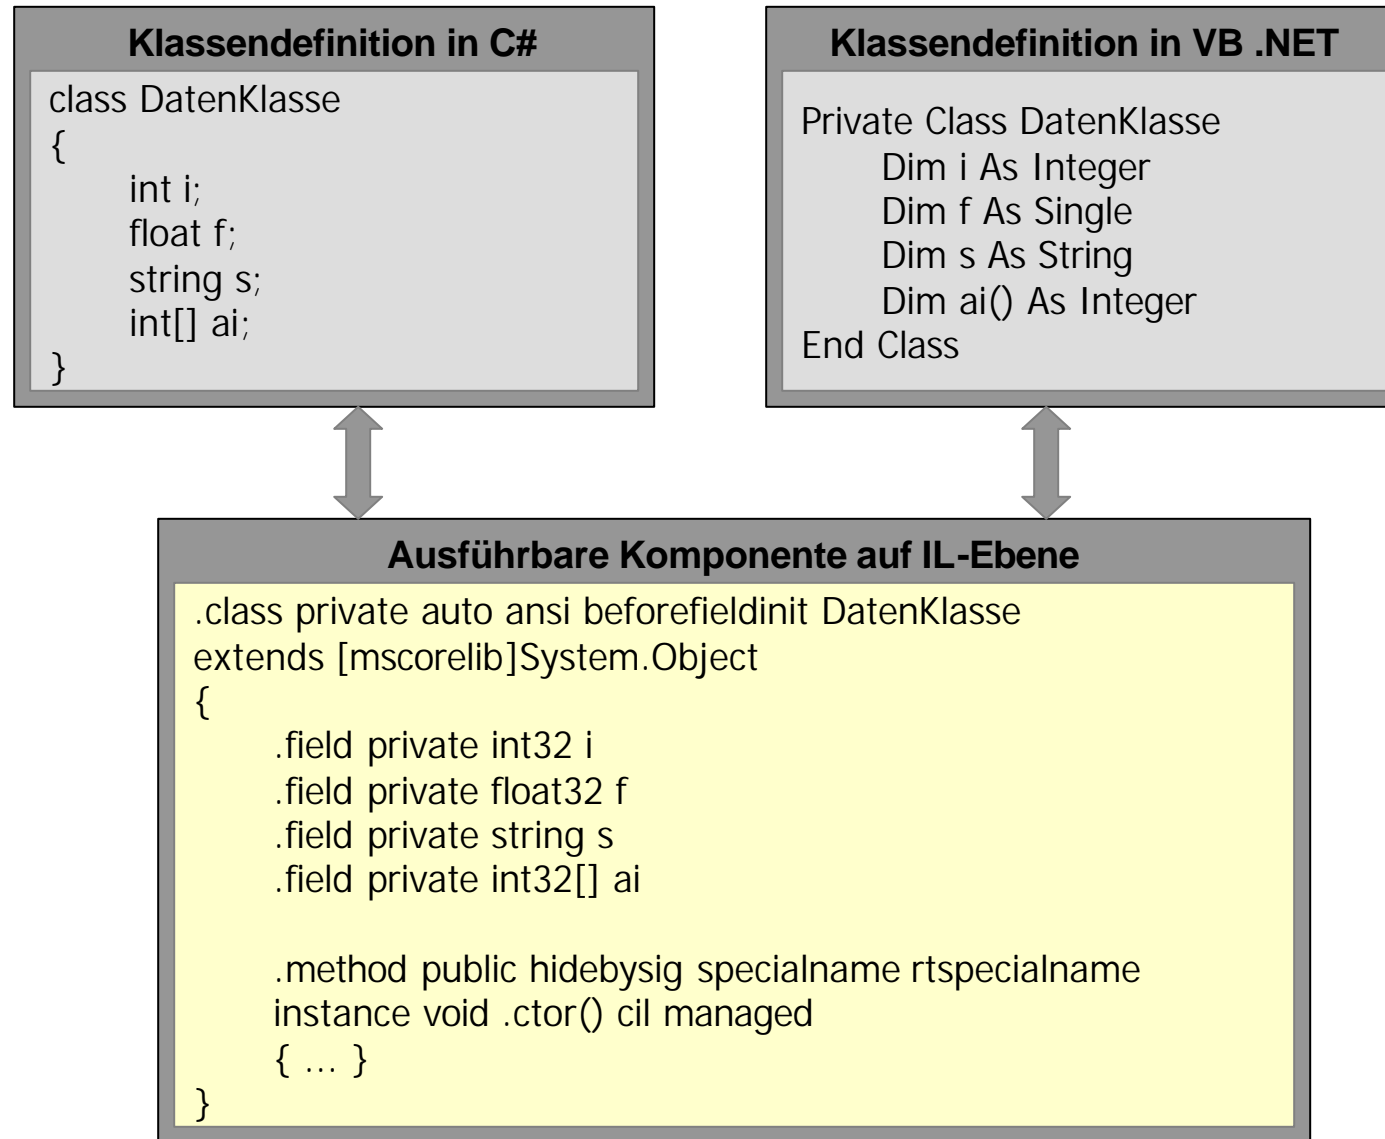 Klassendefinition in C#
class DatenKlasse
{
int i;
float f;
string s;
int[] ai;
}
Klassendefinition in VB .NET
Private Class DatenKlasse
Dim i As Integer
Dim f As Single
Dim s As String
Dim ai() As Integer
End Class
Ausführbare Komponente auf IL-Ebene
.class private auto ansi beforefieldinit DatenKlasse
extends [mscorelib]System.Object
{
.field private int32 i
.field private float32 f
.field private string s
.field private int32[] ai
.method public hidebysig specialname rtspecialname
instance void .ctor() cil managed
{ ... }
}